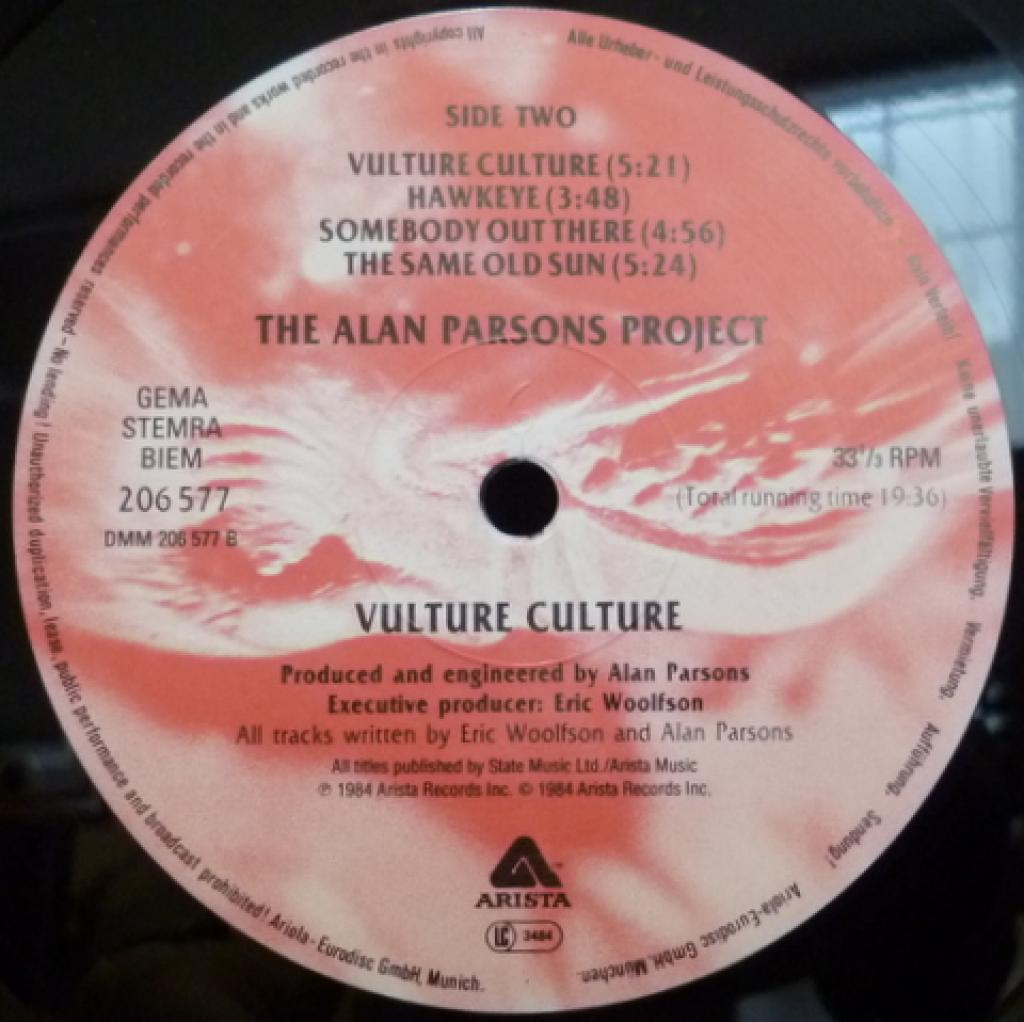 SIDE TWO
VULTURE CULTURE (5:21)
HAWKEYE (3:48)
SOMEBODY OUT THERE (4:56)
THE SAME OLD SUN (5:24)
THE ALAN PARSONS PROJECT
GEMA
STEMRA
BIEM
206 577
DMM 206 577 B
33⅓ RPM
(Total running time 19:36)
VULTURE CULTURE
Produced and engineered by Alan Parsons
Executive producer: Eric Woolfson
All tracks written by Eric Woolfson and Alan Parsons
All titles published by State Music Ltd./Arista Music
℗ 1984 Arista Records Inc. © 1984 Arista Records Inc.
ARISTA
LC 3484
Alle Urheber- und Leistungsschutzrechte vorbehalten - Kein Verleih! Keine unerlaubte Vervielfältigung, Vermietung, Aufführung, Sendung! Ariola-Eurodisc GmbH, München.
All copyrights in the recorded works and in the recorded performances reserved - No lending! Unauthorized duplication, lease, public performance and broadcast prohibited! Ariola-Eurodisc GmbH, Munich.